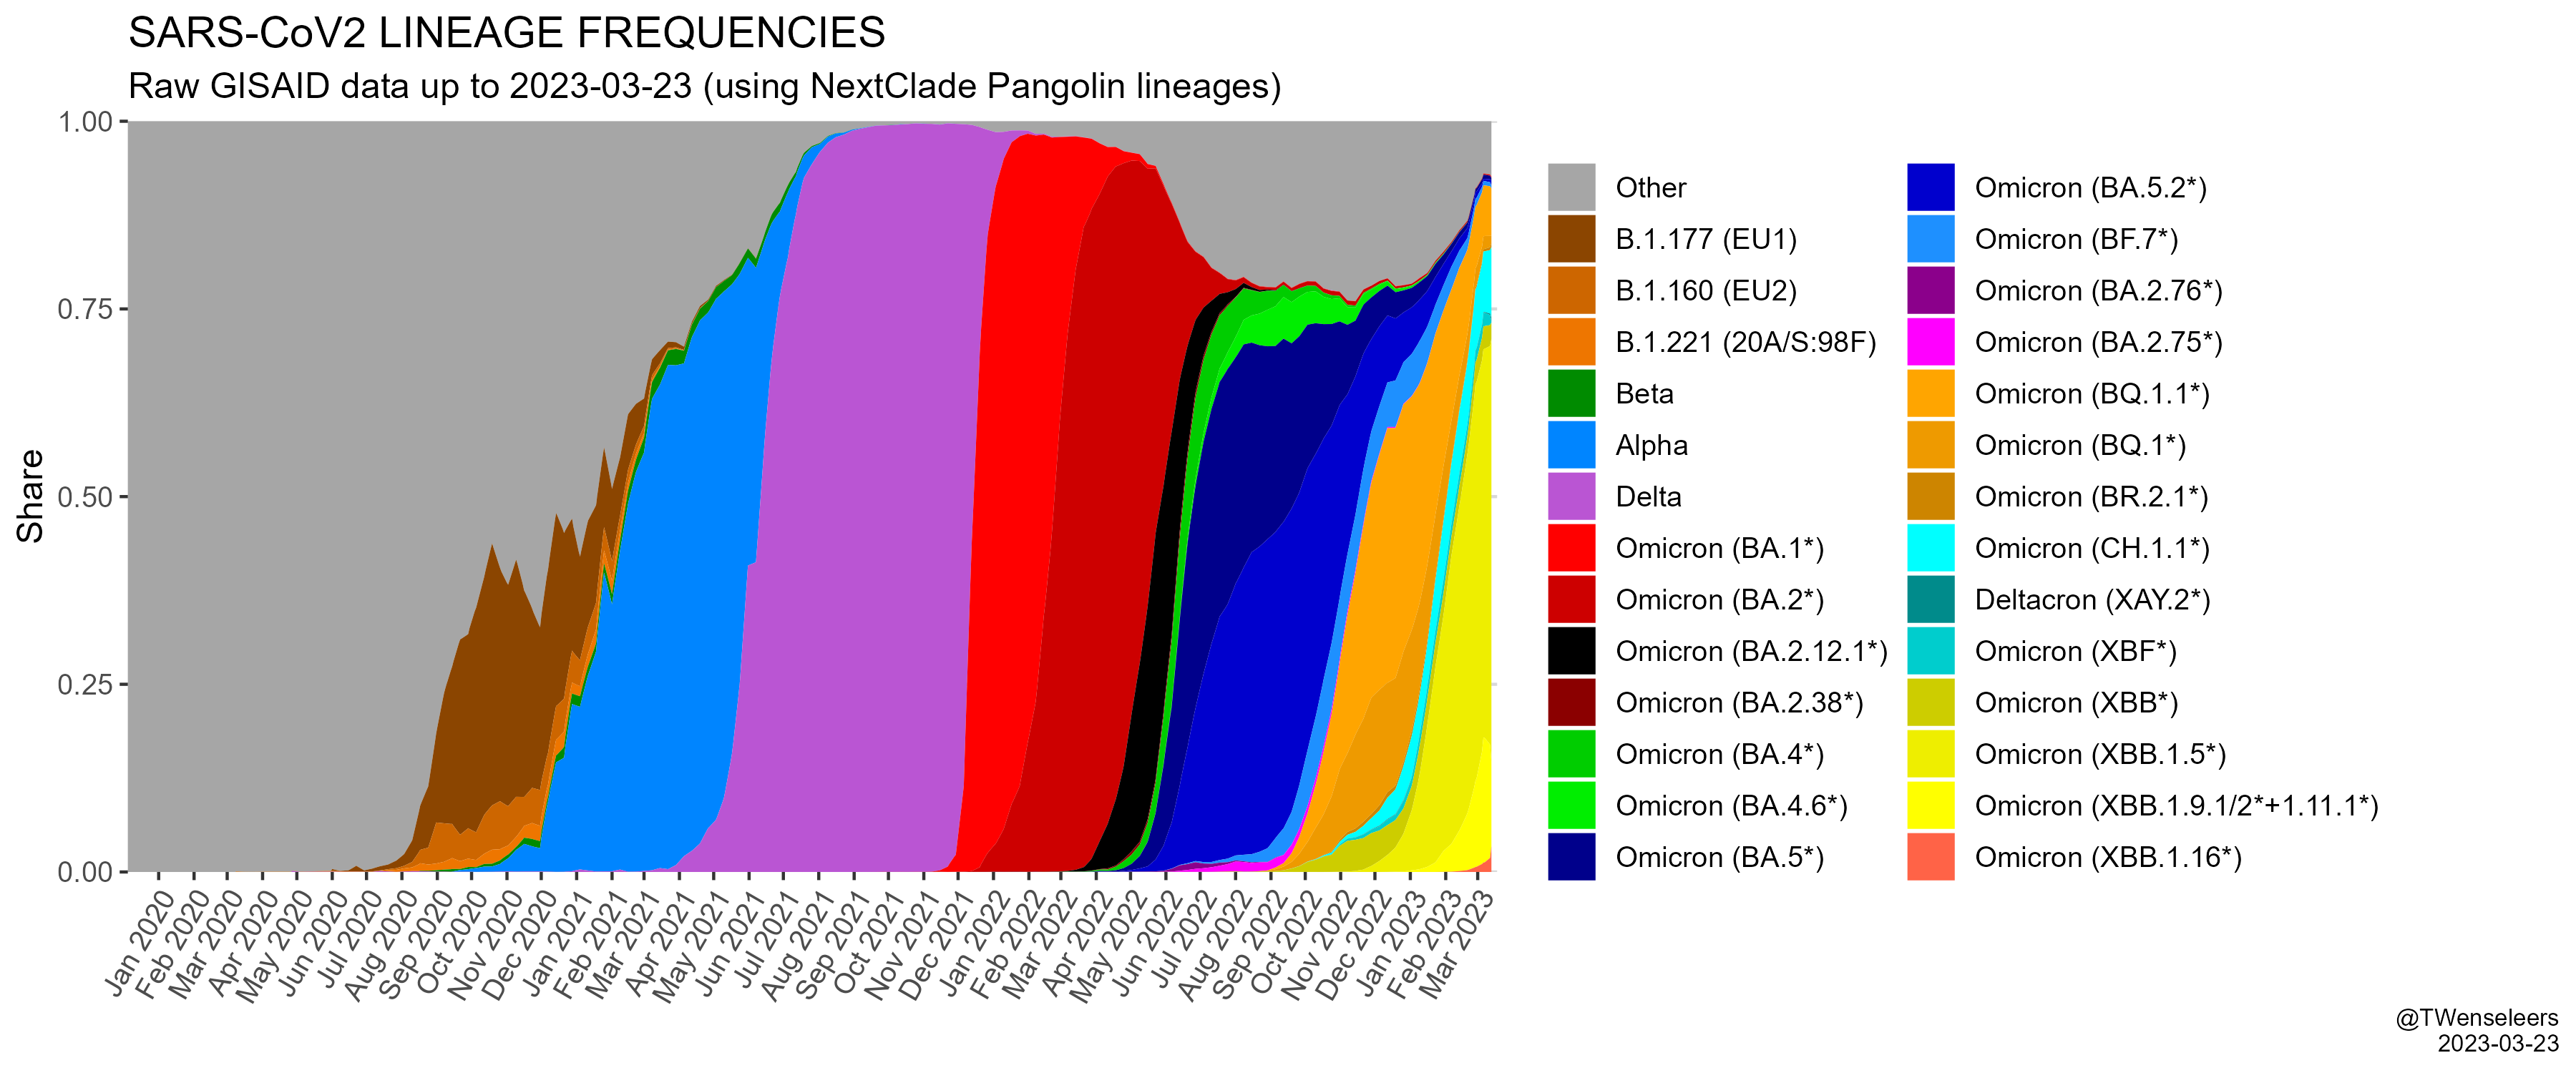 SARS-CoV2 LINEAGE FREQUENCIES
Raw GISAID data up to 2023-03-23 (using NextClade Pangolin lineages)
Share
1.00
0.75
0.50
0.25
0.00
Jan 2020
Feb 2020
Mar 2020
Apr 2020
May 2020
Jun 2020
Jul 2020
Aug 2020
Sep 2020
Oct 2020
Nov 2020
Dec 2020
Jan 2021
Feb 2021
Mar 2021
Apr 2021
May 2021
Jun 2021
Jul 2021
Aug 2021
Sep 2021
Oct 2021
Nov 2021
Dec 2021
Jan 2022
Feb 2022
Mar 2022
Apr 2022
May 2022
Jun 2022
Jul 2022
Aug 2022
Sep 2022
Oct 2022
Nov 2022
Dec 2022
Jan 2023
Feb 2023
Mar 2023
Other
B.1.177 (EU1)
B.1.160 (EU2)
B.1.221 (20A/S:98F)
Beta
Alpha
Delta
Omicron (BA.1*)
Omicron (BA.2*)
Omicron (BA.2.12.1*)
Omicron (BA.2.38*)
Omicron (BA.4*)
Omicron (BA.4.6*)
Omicron (BA.5*)
Omicron (BA.5.2*)
Omicron (BF.7*)
Omicron (BA.2.76*)
Omicron (BA.2.75*)
Omicron (BQ.1.1*)
Omicron (BQ.1*)
Omicron (BR.2.1*)
Omicron (CH.1.1*)
Deltacron (XAY.2*)
Omicron (XBF*)
Omicron (XBB*)
Omicron (XBB.1.5*)
Omicron (XBB.1.9.1/2*+1.11.1*)
Omicron (XBB.1.16*)
@TWenseleers
2023-03-23